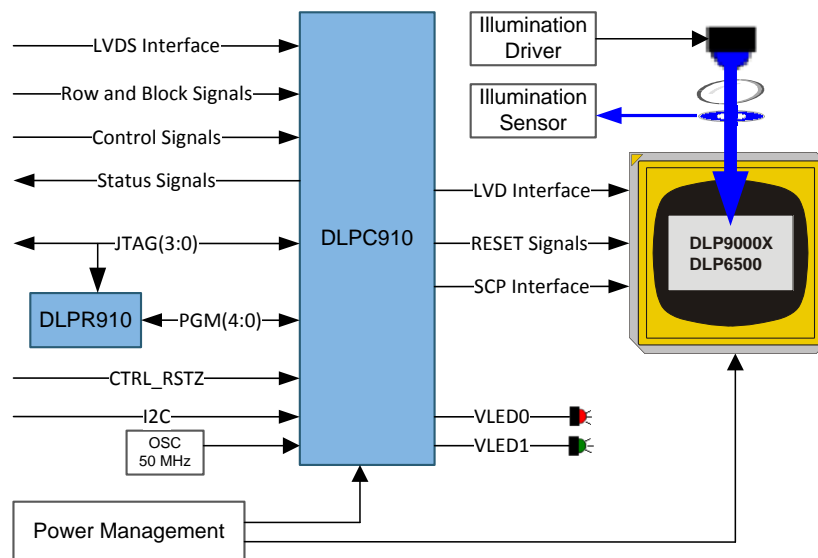 LVDS Interface
Row and Block Signals
Control Signals
Status Signals
JTAG(3:0)
DLPR910
PGM(4:0)
CTRL_RSTZ
I2C
OSC
50 MHz
Power Management
DLPC910
Illumination
Driver
Illumination
Sensor
LVD Interface
RESET Signals
SCP Interface
VLED0
VLED1
DLP9000X
DLP6500